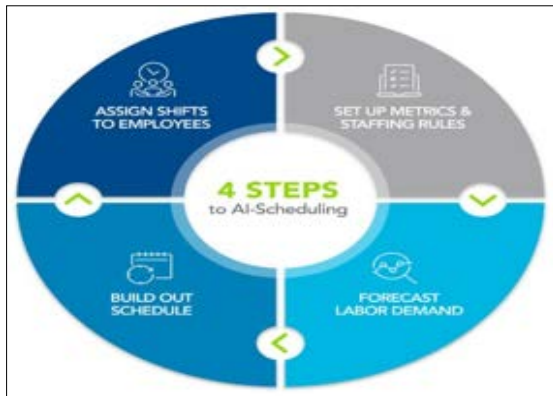 ASSIGN SHIFTS
TO EMPLOYEES
SET UP METRICS &
STAFFING RULES
4 STEPS
to AI-Scheduling
BUILD OUT
SCHEDULE
FORECAST
LABOR DEMAND